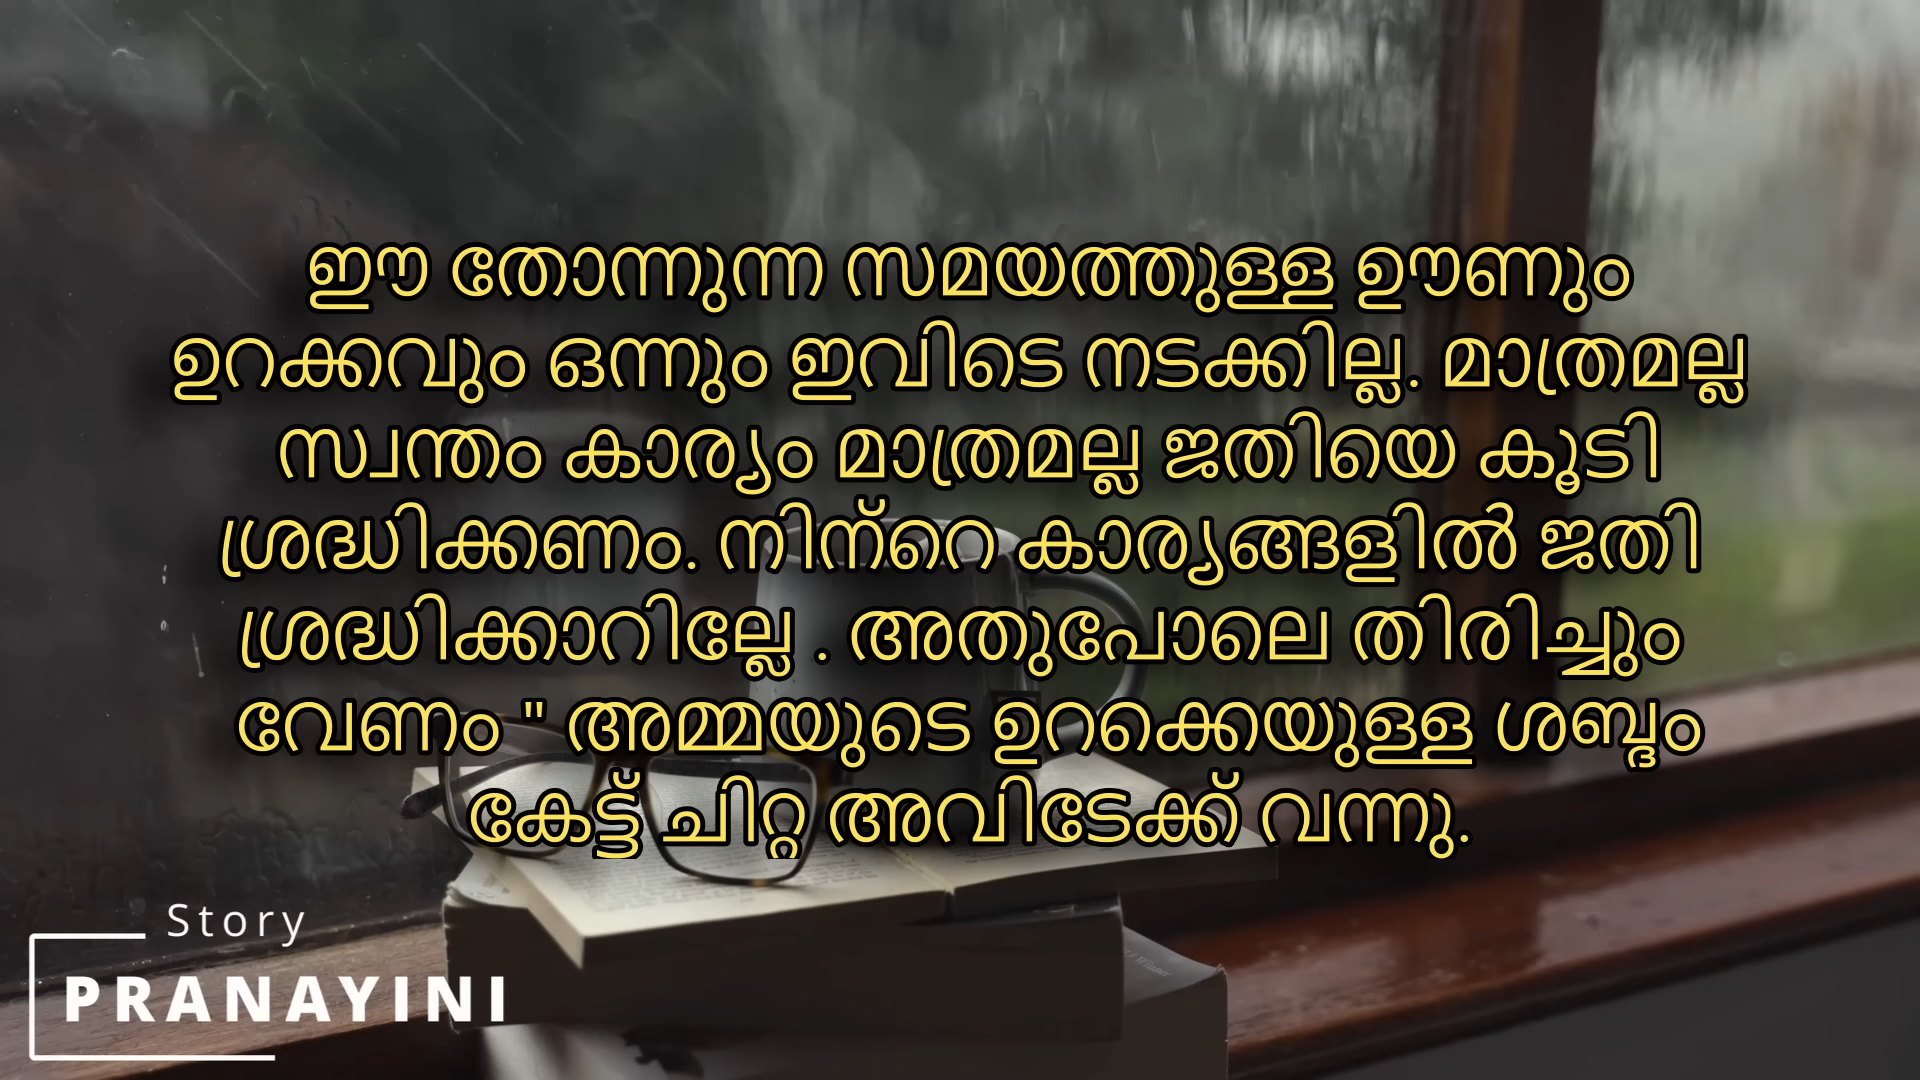 ഈ തോന്നുന്ന സമയത്തുള്ള ഊണും
ഉറക്കവും ഒന്നും ഇവിടെ നടക്കില്ല. മാത്രമല്ല
സ്വന്തം കാര്യം മാത്രമല്ല ജതിയെ കൂടി
ശ്രദ്ധിക്കണം. നിന്റെ കാര്യങ്ങളിൽ ജതി
ശ്രദ്ധിക്കാറില്ലേ . അതുപോലെ തിരിച്ചും
വേണം " അമ്മയുടെ ഉറക്കെയുള്ള ശബ്ദം
കേട്ട് ചിറ്റ അവിടേക്ക് വന്നു.
Story
PRANAYINI